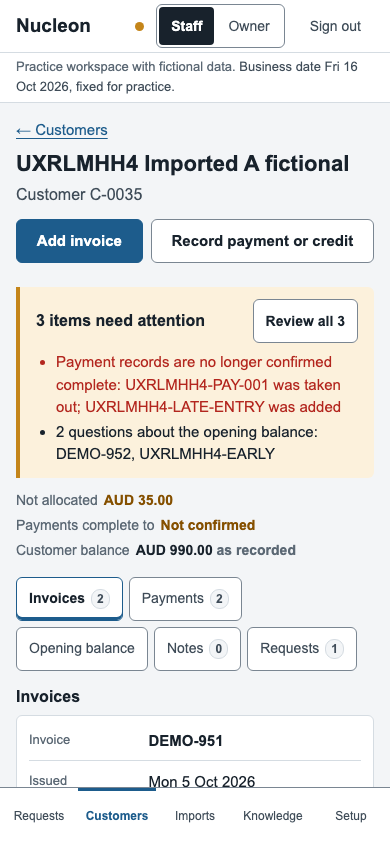 Nucleon
Staff
Owner
Sign out
Practice workspace with fictional data. Business date Fri 16
Oct 2026, fixed for practice.
← Customers
UXRLMHH4 Imported A fictional
Customer C-0035
Add invoice
Record payment or credit
3 items need attention
Review all 3
• Payment records are no longer confirmed
complete: UXRLMHH4-PAY-001 was taken
out; UXRLMHH4-LATE-ENTRY was added
• 2 questions about the opening balance:
DEMO-952, UXRLMHH4-EARLY
Not allocated AUD 35.00
Payments complete to Not confirmed
Customer balance AUD 990.00 as recorded
Invoices 2
Payments 2
Opening balance
Notes 0
Requests 1
Invoices
Invoice DEMO-951
Issued Mon 5 Oct 2026
Requests
Customers
Imports
Knowledge
Setup